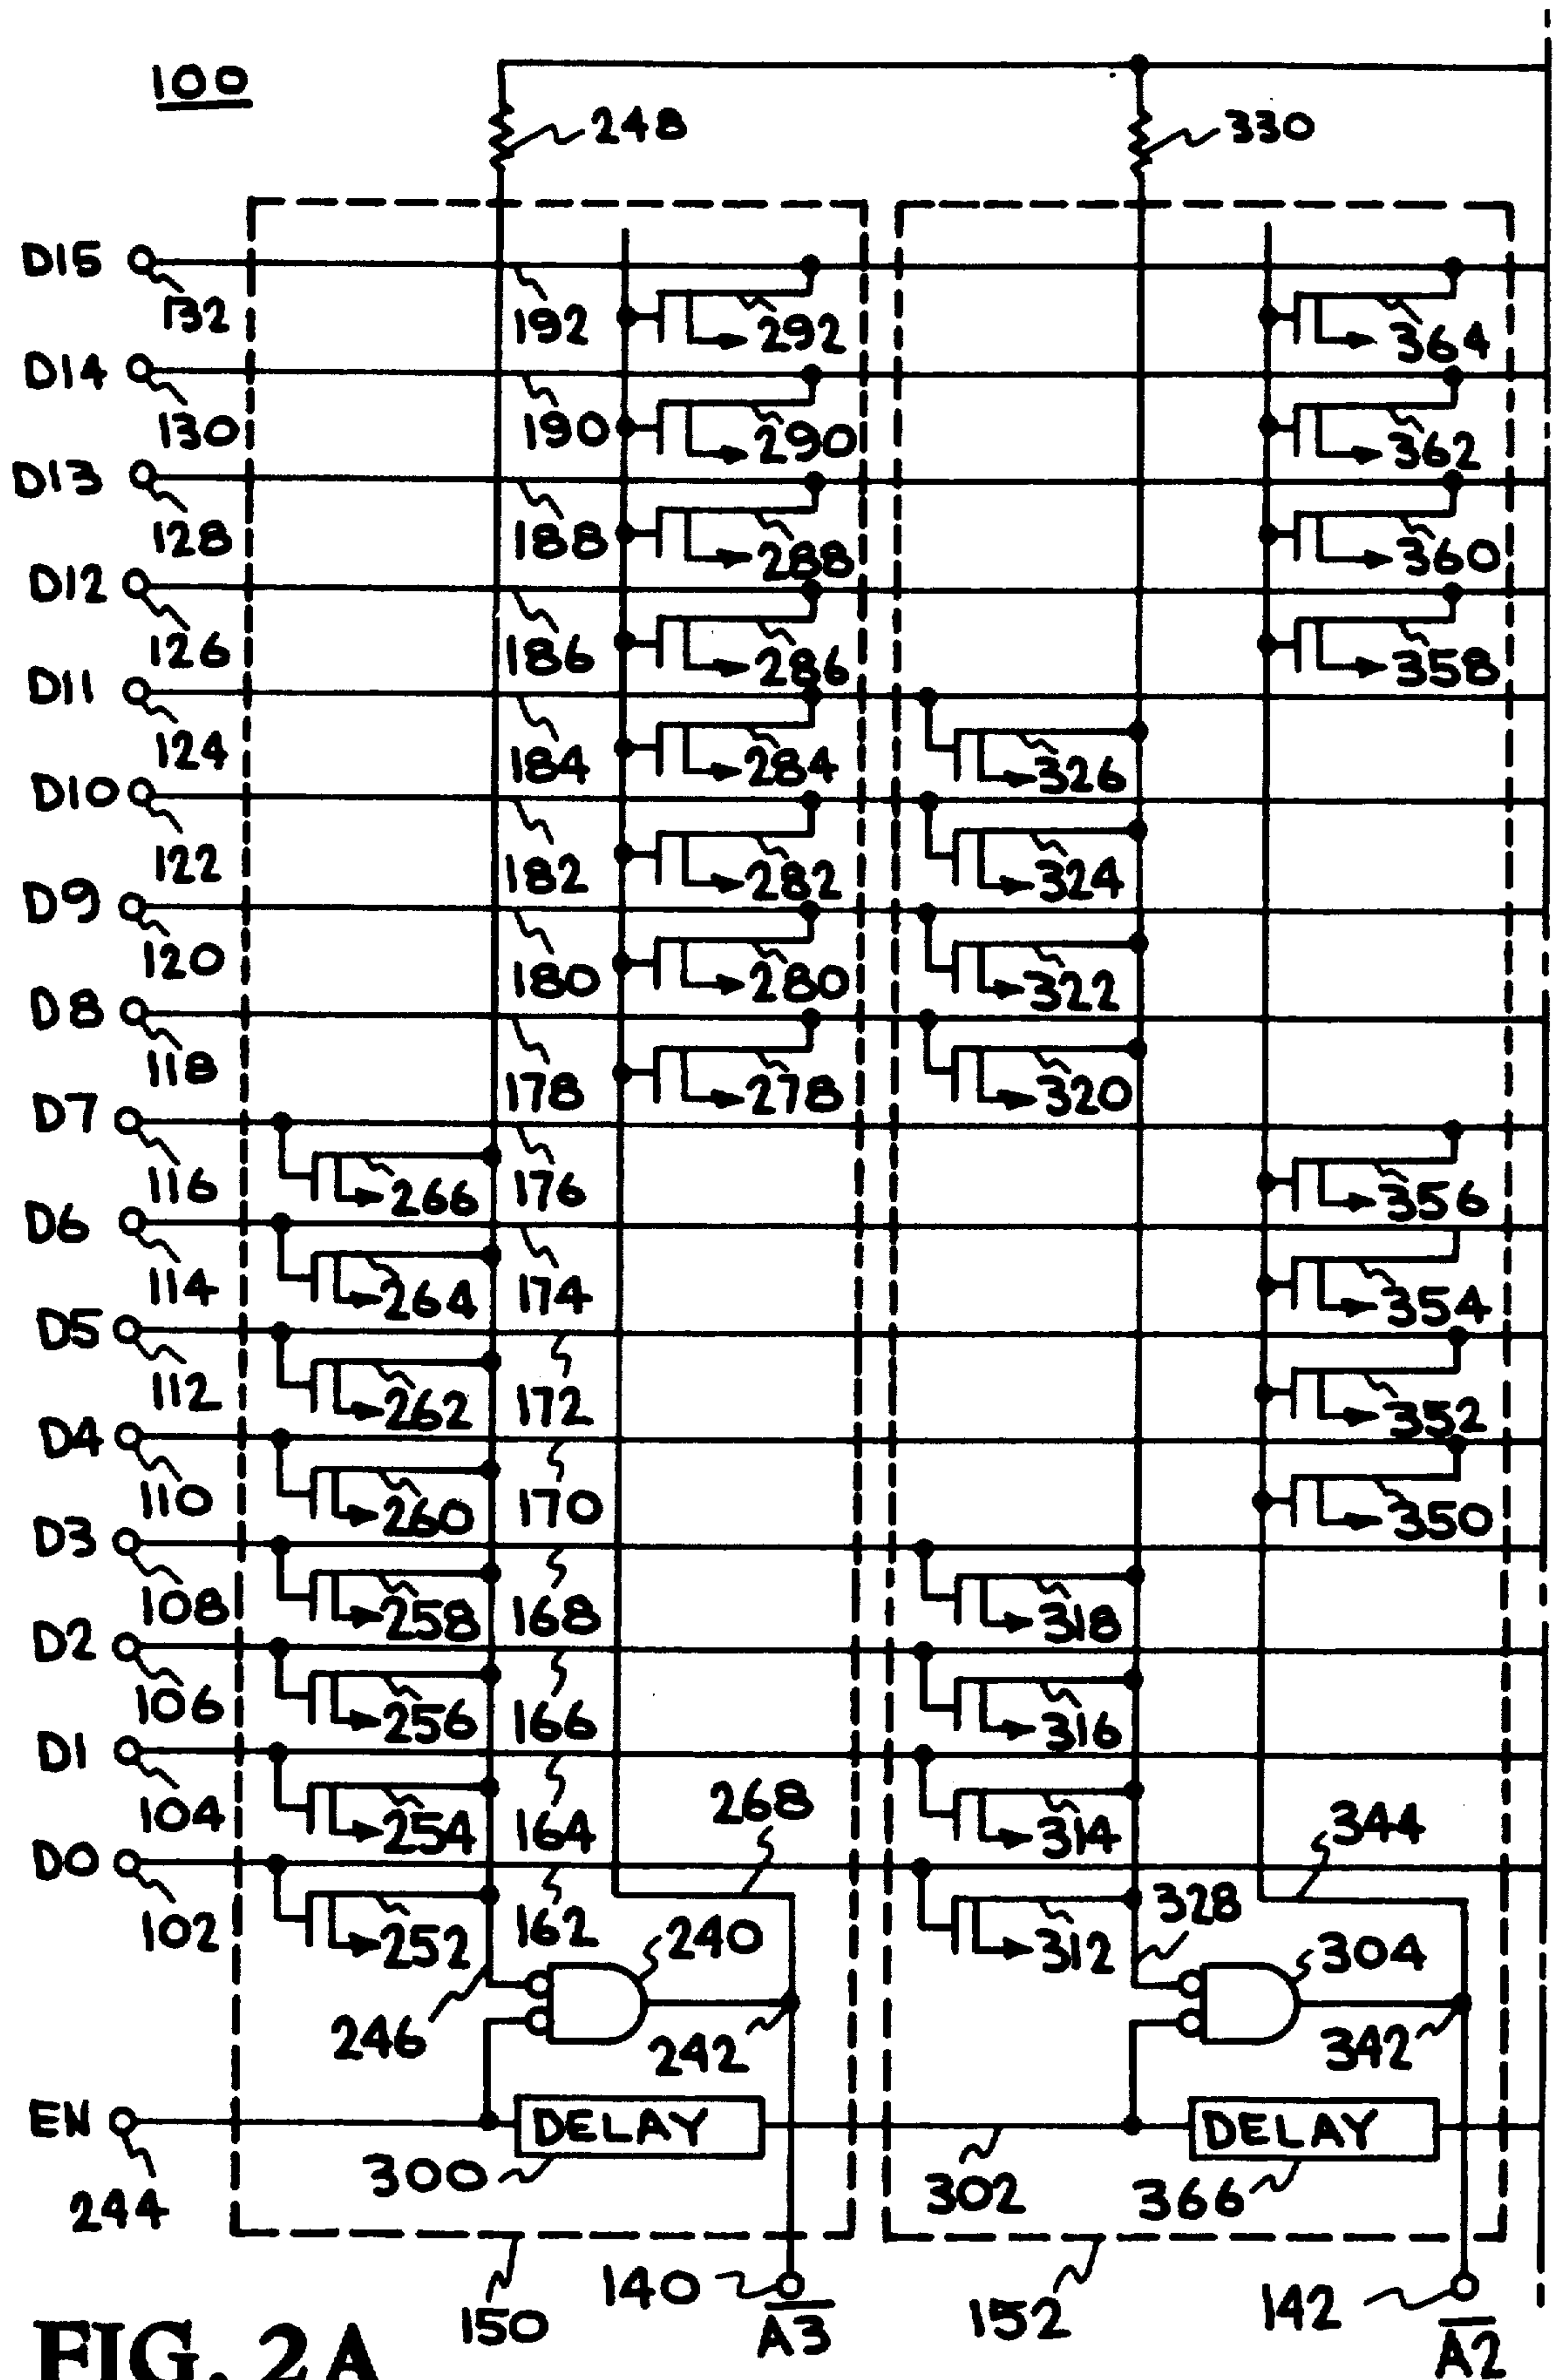 100
248 330
D15 132 192 292 364
D14 130 190 290 362
D13 128 188 288 360
D12 126 186 286 358
D11 124 184 284 326
D10 122 182 282 324
D9 120 180 280 322
D8 118 178 278 320
D7 116 266 176 356
D6 114 264 174 354
D5 112 262 172 352
D4 110 260 170 350
D3 108 258 168 318
D2 106 256 166 316
D1 104 254 164 268 314 344
D0 102 252 162 240 312 328 304
246 242 342
EN DELAY DELAY
244 300 302 366
150 140 A3 152 142 A2
FIG. 2A